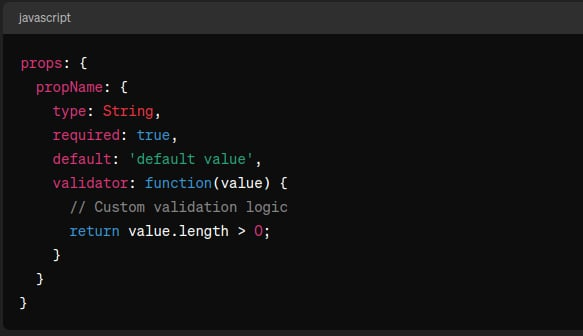 javascript
props: {
  propName: {
    type: String,
    required: true,
    default: 'default value',
    validator: function(value) {
      // Custom validation logic
      return value.length > 0;
    }
  }
}